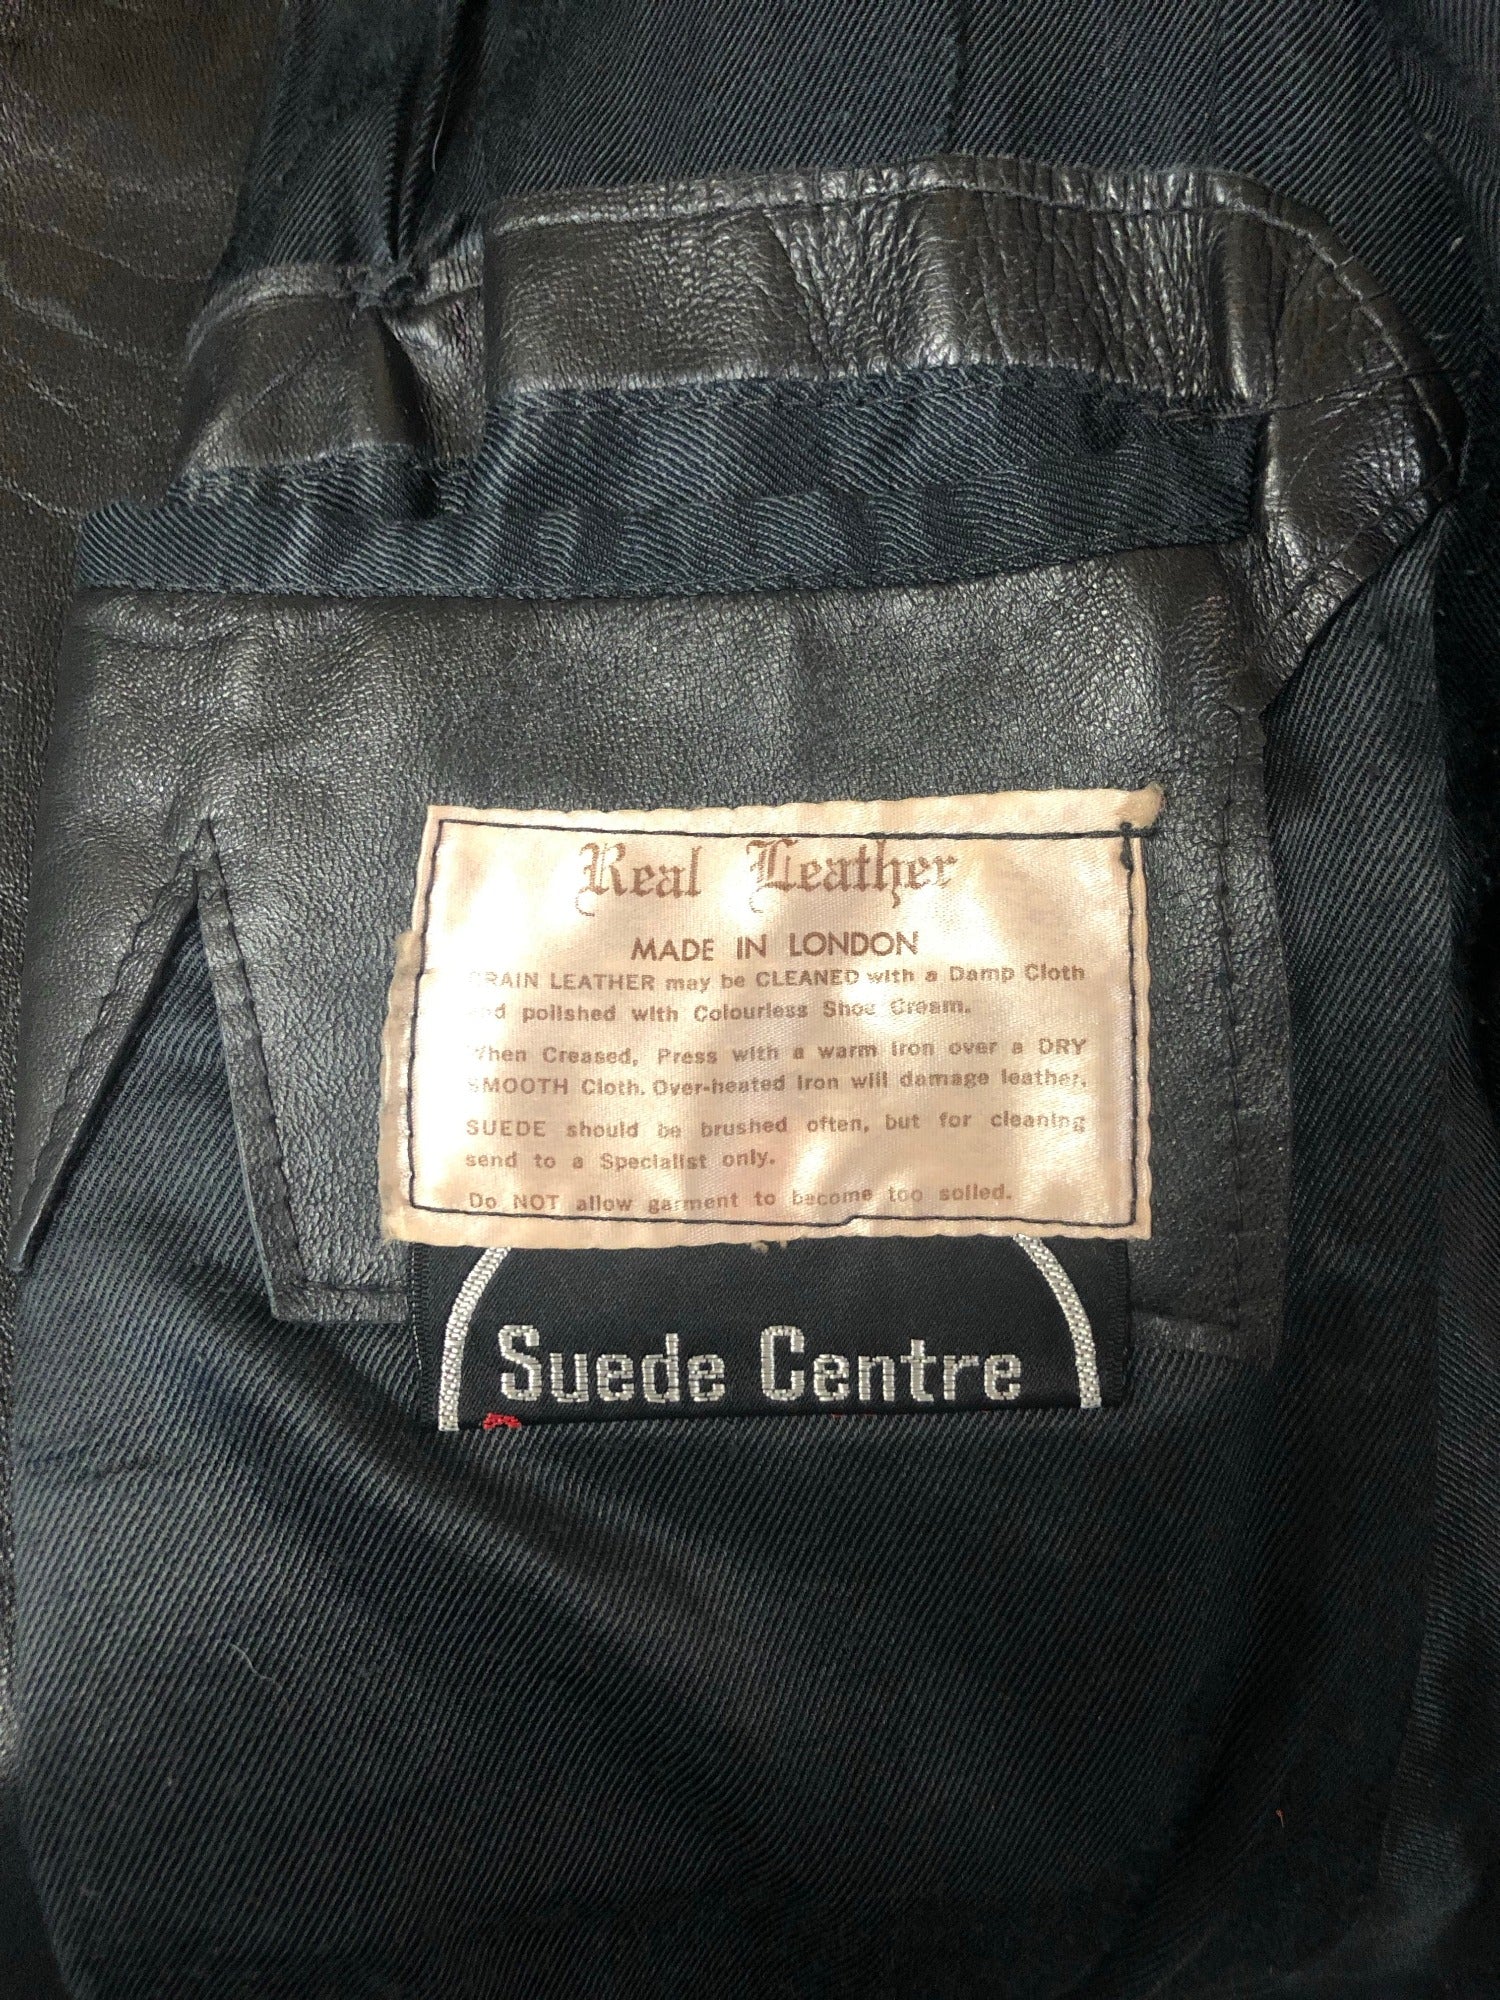 Real Leather
MADE IN LONDON
GRAIN LEATHER may be CLEANED with a Damp Cloth
and polished with Colourless Shoe Cream.
When Creased, Press with a warm iron over a DRY
SMOOTH Cloth. Over-heated Iron will damage leather.
SUEDE should be brushed often, but for cleaning
send to a Specialist only.
Do NOT allow garment to become too soiled.
Suede Centre